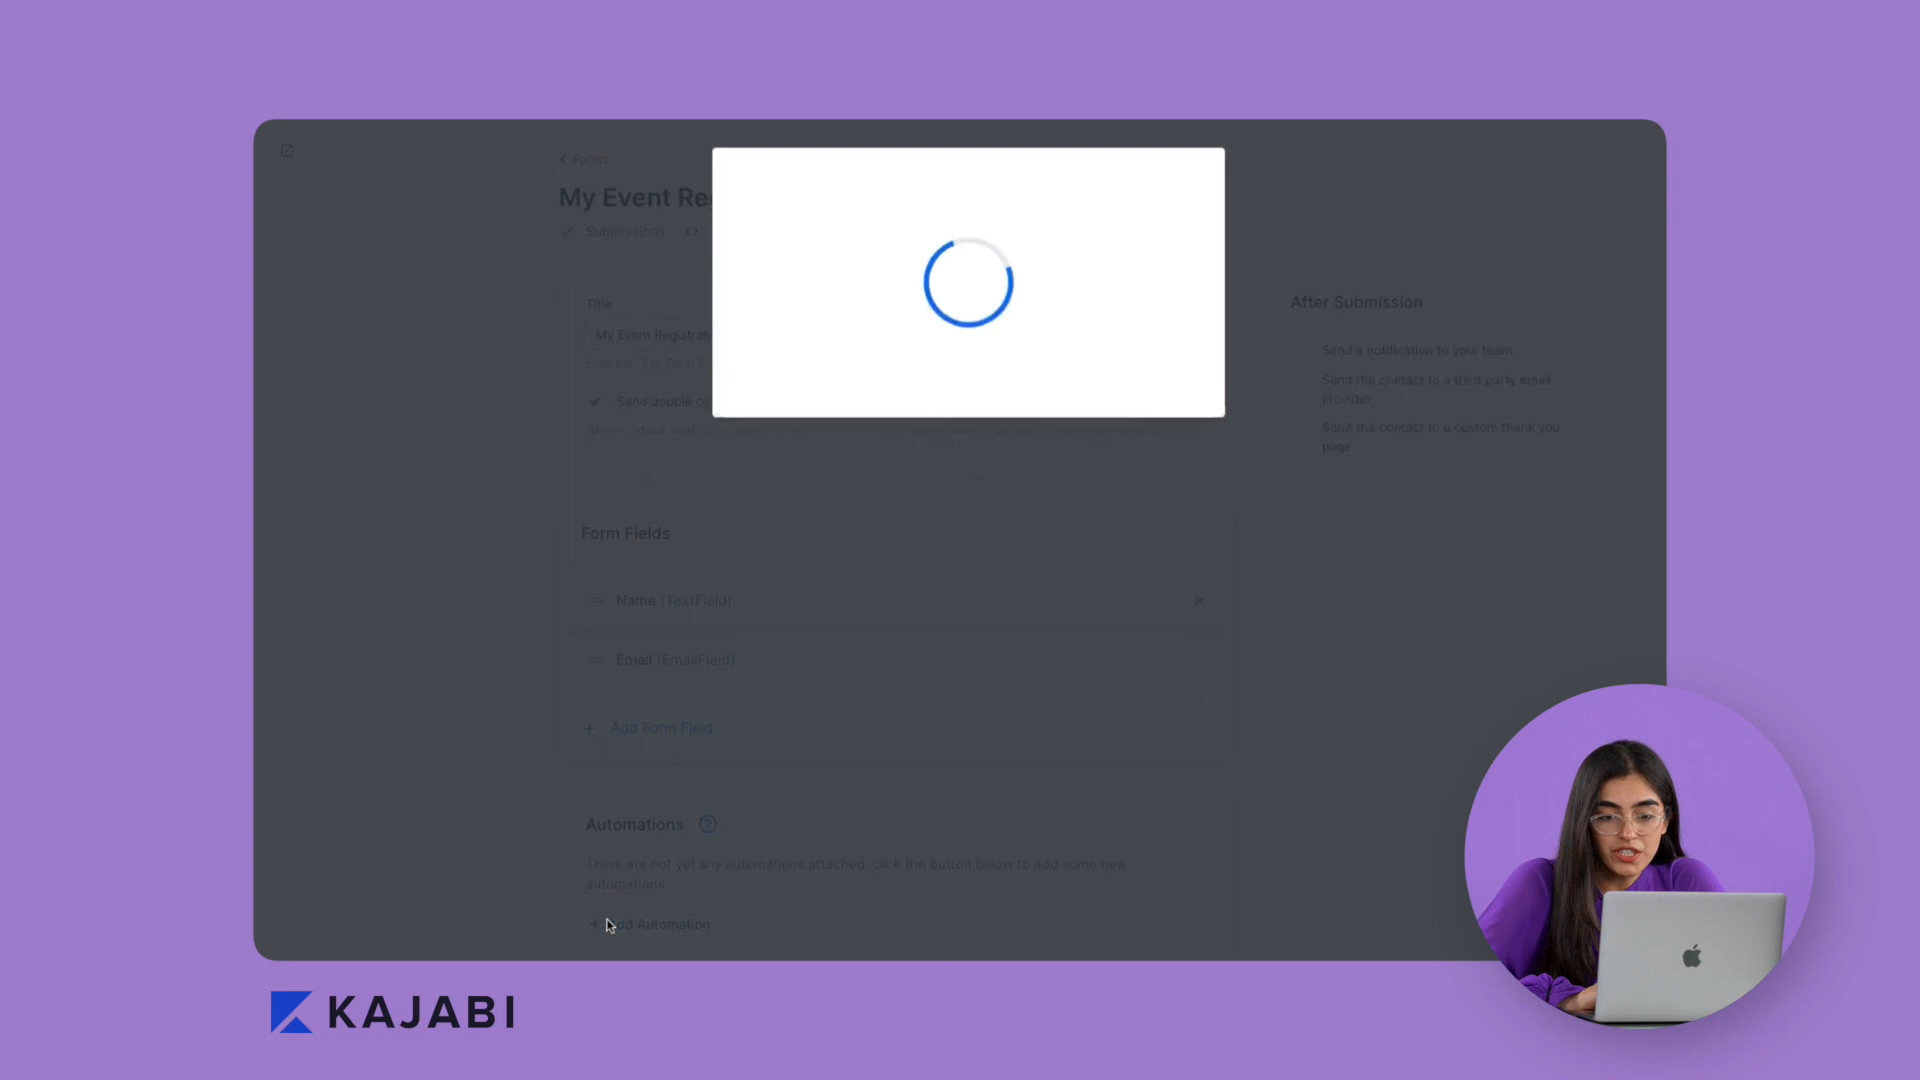 Forms
My Event Re
Submissions
Title
My Event Registrat
Send double-o
After Submission
Send a notification to your team
Send the contact to a third party email
provider
Send the contact to a custom thank you
page
Form Fields
Name (TextField)
Email (EmailField)
+ Add Form Field
Automations ?
There are not yet any automations attached, click the button below to add some new
automations.
+ dd Automation
KAJABI